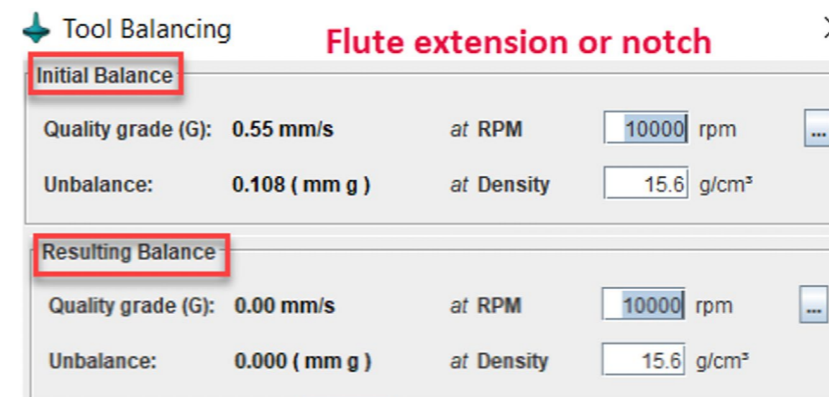 Tool Balancing
Flute extension or notch
Initial Balance
Quality grade (G): 0.55 mm/s at RPM 10000 rpm ...
Unbalance: 0.108 ( mm g ) at Density 15.6 g/cm³
Resulting Balance
Quality grade (G): 0.00 mm/s at RPM 10000 rpm ...
Unbalance: 0.000 ( mm g ) at Density 15.6 g/cm³